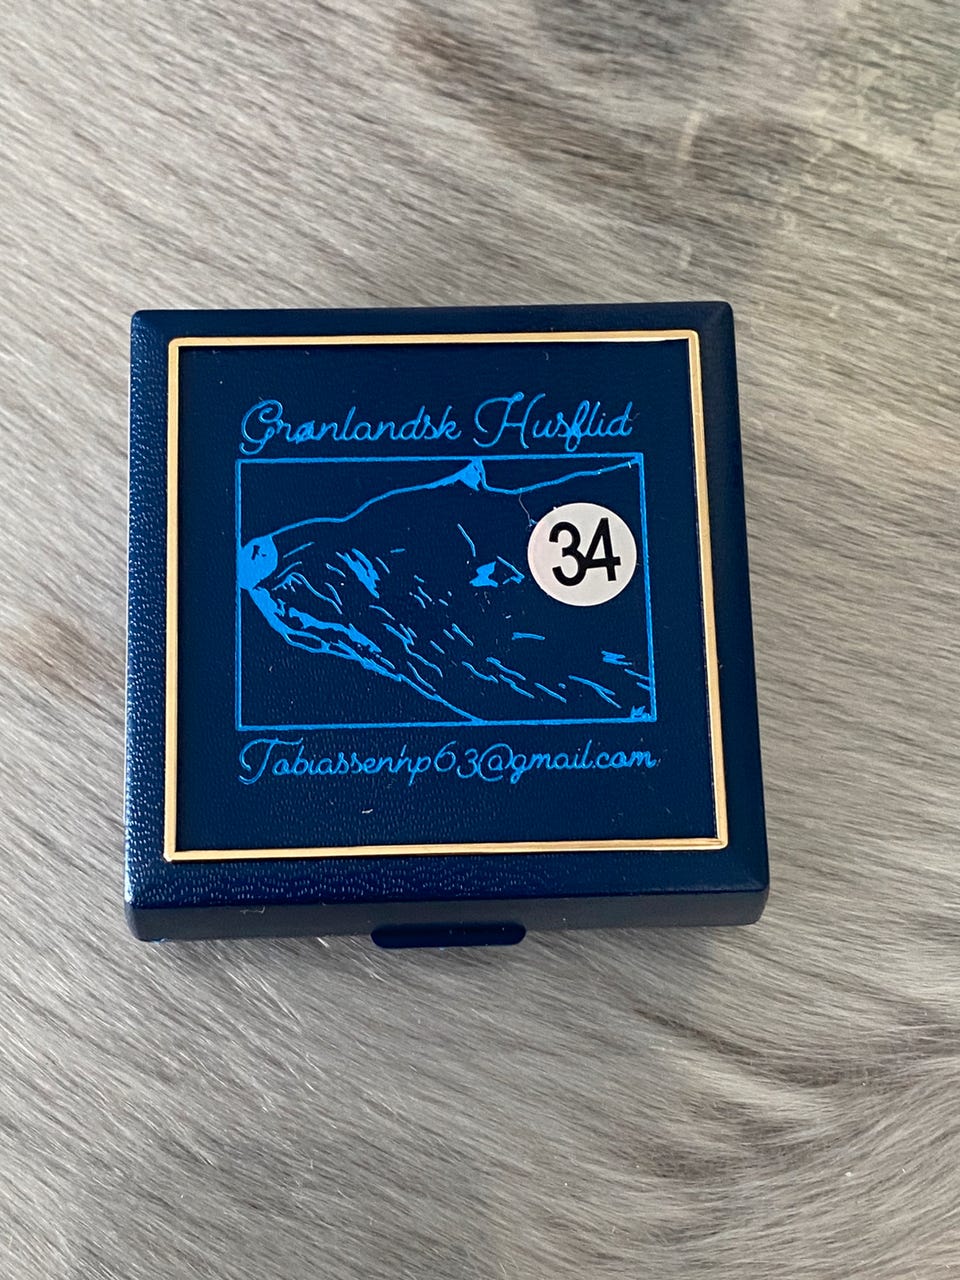 Grønlandsk Husflid
34
Tobiassenhp63@gmail.com